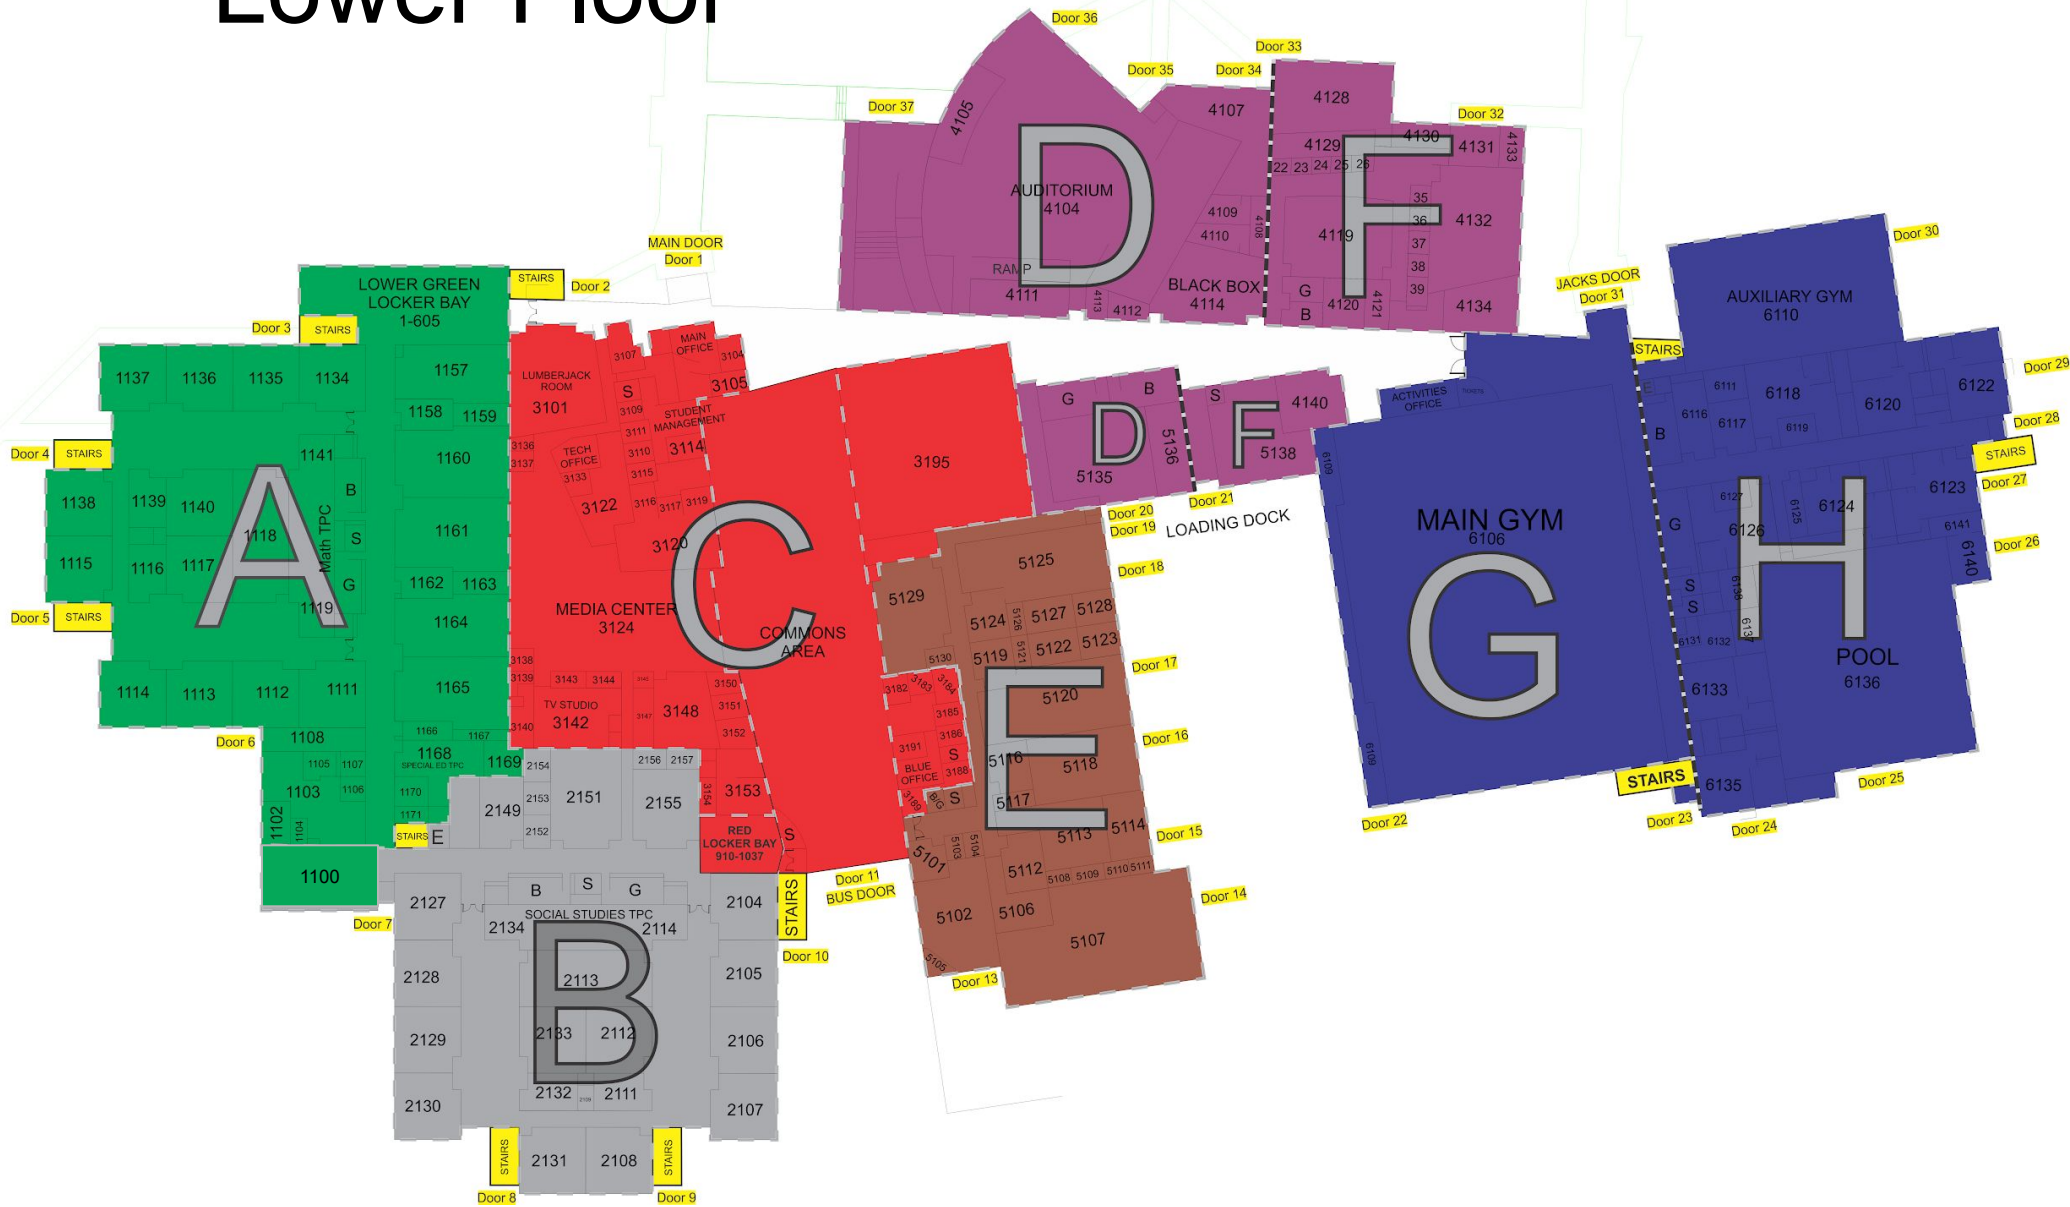 Lower Floor
Door 36
Door 33
Door 35
Door 34
Door 37
Door 32
4105
4107
4128
4129
4130
4131
4133
22
23
24
25
26
AUDITORIUM
4104
D
F
4109
4110
4108
4119
35
36
37
38
39
4132
RAMP
4111
4113
4112
BLACK BOX
4114
G
B
4120
4121
4134
MAIN DOOR
Door 1
STAIRS
Door 2
LOWER GREEN
LOCKER BAY
1-605
Door 3
STAIRS
1137
1136
1135
1134
1157
1158
1159
Door 4
STAIRS
1141
1160
1138
1139
1140
B
1118
Math TPC
S
1161
1115
1116
1117
G
1119
1162
1163
Door 5
STAIRS
A
1164
1114
1113
1112
1111
1165
Door 6
1108
1166
1167
1168
SPECIAL ED TPC
1169
1105
1107
1103
1106
1170
1171
1102
1104
STAIRS
E
1100
Door 7
LUMBERJACK
ROOM
3101
3107
MAIN
OFFICE
3104
3105
S
3109
STUDENT
MANAGEMENT
3111
3114
3136
3137
TECH
OFFICE
3133
3110
3115
3122
3116
3117
3119
3120
3195
C
MEDIA CENTER
3124
COMMONS
AREA
3138
3139
3143
3144
3145
3147
3150
TV STUDIO
3142
3148
3151
3140
3152
3154
3153
RED
LOCKER BAY
910-1037
S
3182
3183
3184
3185
3186
3191
S
BLUE
OFFICE
3188
3189
2154
2156
2157
2153
2151
2155
2149
2152
B
S
G
2127
2104
SOCIAL STUDIES TPC
2134
2114
STAIRS
Door 10
2128
2113
2105
B
2129
2133
2112
2106
2132
2109
2111
2130
2107
STAIRS
2131
2108
STAIRS
Door 8
Door 9
Door 11
BUS DOOR
G
B
D
5136
5135
S
F
4140
5138
Door 21
Door 20
Door 19
LOADING DOCK
Door 18
5125
5129
5124
5126
5127
5128
5130
5119
5121
5122
5123
Door 17
E
5120
5116
5118
Door 16
B/G
S
5117
5113
5114
Door 15
5101
5103
5104
5112
5108
5109
5110
5111
Door 14
5102
5106
5107
5105
Door 13
JACKS DOOR
Door 31
STAIRS
ACTIVITIES
OFFICE
TICKETS
6109
MAIN GYM
6106
G
6109
Door 22
STAIRS
Door 23
Door 30
AUXILIARY GYM
6110
Door 29
E
6111
6118
6122
6116
6117
6119
6120
B
Door 28
STAIRS
Door 27
6123
6127
6125
6124
G
6126
6141
6140
Door 26
H
S
S
6138
6131
6132
6137
POOL
6136
6133
6135
Door 25
Door 24